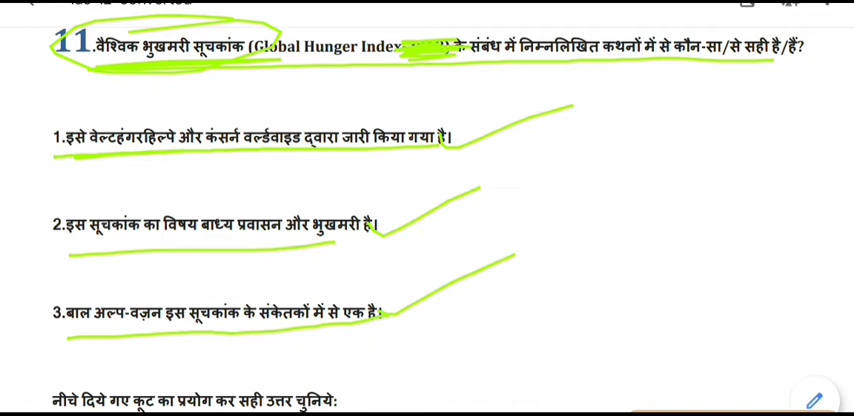 11.वैश्विक भुखमरी सूचकांक (Global Hunger Index के संबंध में निम्नलिखित कथनों में से कौन-सा/से सही है/हैं?
1.इसे वेल्टहंगरहिल्पे और कंसर्न वर्ल्डवाइड द्वारा जारी किया गया है।
2.इस सूचकांक का विषय बाध्य प्रवासन और भुखमरी है।
3.बाल अल्प-वज़न इस सूचकांक के संकेतकों में से एक है।
नीचे दिये गए कूट का प्रयोग कर सही उत्तर चुनिये: